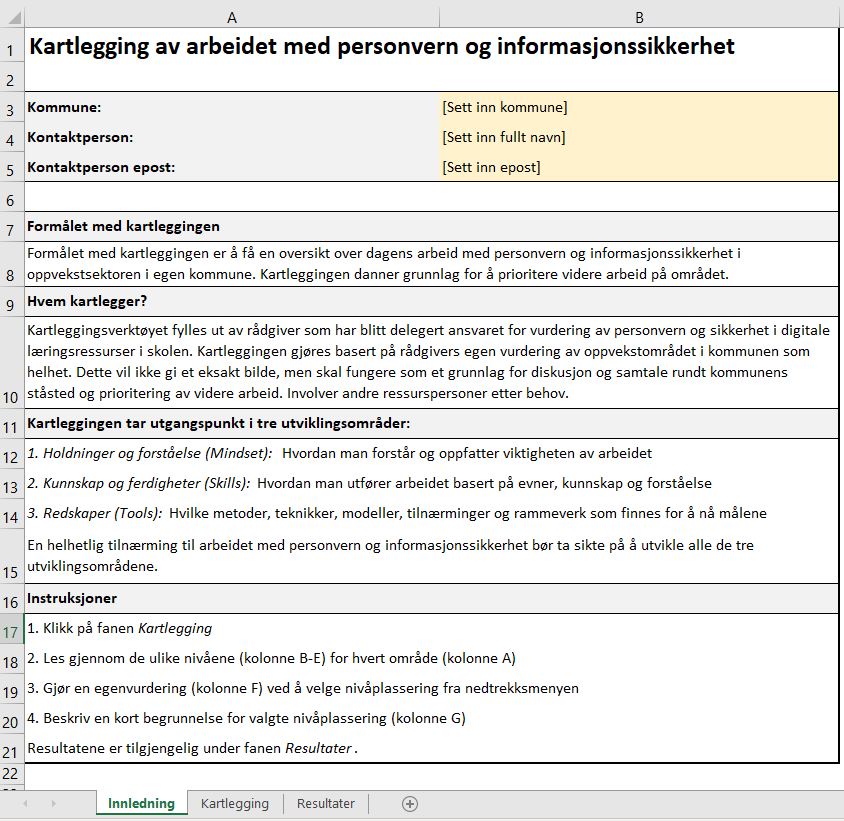 A B
1 Kartlegging av arbeidet med personvern og informasjonssikkerhet
2
3 Kommune: [Sett inn kommune]
4 Kontaktperson: [Sett inn fullt navn]
5 Kontaktperson epost: [Sett inn epost]
6
7 Formålet med kartleggingen
Formålet med kartleggingen er å få en oversikt over dagens arbeid med personvern og informasjonssikkerhet i
8 oppvekstsektoren i egen kommune. Kartleggingen danner grunnlag for å prioritere videre arbeid på området.
9 Hvem kartlegger?
Kartleggingsverktøyet fylles ut av rådgiver som har blitt delegert ansvaret for vurdering av personvern og sikkerhet i digitale
læringsressurser i skolen. Kartleggingen gjøres basert på rådgivers egen vurdering av oppvekstområdet i kommunen som
helhet. Dette vil ikke gi et eksakt bilde, men skal fungere som et grunnlag for diskusjon og samtale rundt kommunens
10 ståsted og prioritering av videre arbeid. Involver andre ressurspersoner etter behov.
11 Kartleggingen tar utgangspunkt i tre utviklingsområder:
12 1. Holdninger og forståelse (Mindset): Hvordan man forstår og oppfatter viktigheten av arbeidet
13 2. Kunnskap og ferdigheter (Skills): Hvordan man utfører arbeidet basert på evner, kunnskap og forståelse
14 3. Redskaper (Tools): Hvilke metoder, teknikker, modeller, tilnærminger og rammeverk som finnes for å nå målene
En helhetlig tilnærming til arbeidet med personvern og informasjonssikkerhet bør ta sikte på å utvikle alle de tre
15 utviklingsområdene.
16 Instruksjoner
17 1. Klikk på fanen Kartlegging
18 2. Les gjennom de ulike nivåene (kolonne B-E) for hvert område (kolonne A)
19 3. Gjør en egenvurdering (kolonne F) ved å velge nivåplassering fra nedtrekksmenyen
20 4. Beskriv en kort begrunnelse for valgte nivåplassering (kolonne G)
21 Resultatene er tilgjengelig under fanen Resultater.
22
Innledning Kartlegging Resultater